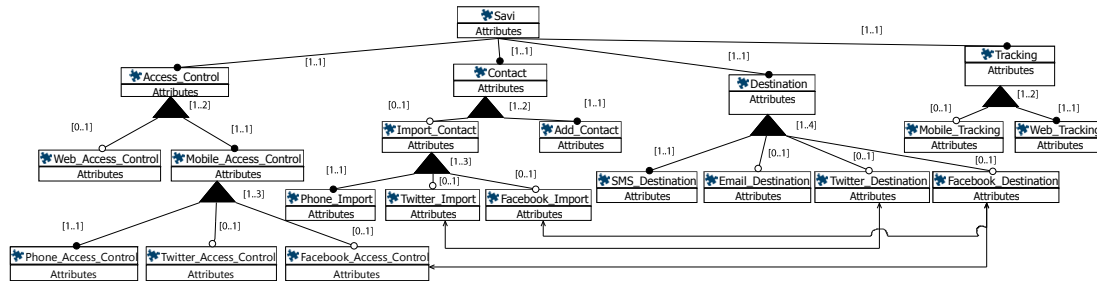 Savi
Attributes
[1..1]
[1..1]
[1..1]
[1..1]
Access_Control
Attributes
Contact
Attributes
Destination
Attributes
Tracking
Attributes
[1..2]
[1..2]
[1..4]
[1..2]
[0..1]
[1..1]
[0..1]
[1..1]
[0..1]
[1..1]
Web_Access_Control
Attributes
Mobile_Access_Control
Attributes
Import_Contact
Attributes
Add_Contact
Attributes
Mobile_Tracking
Attributes
Web_Tracking
Attributes
[1..3]
[1..3]
[1..1]
[0..1]
[0..1]
[1..1]
[0..1]
[0..1]
[0..1]
Phone_Import
Attributes
Twitter_Import
Attributes
Facebook_Import
Attributes
SMS_Destination
Attributes
Email_Destination
Attributes
Twitter_Destination
Attributes
Facebook_Destination
Attributes
[1..1]
[0..1]
[0..1]
Phone_Access_Control
Attributes
Twitter_Access_Control
Attributes
Facebook_Access_Control
Attributes